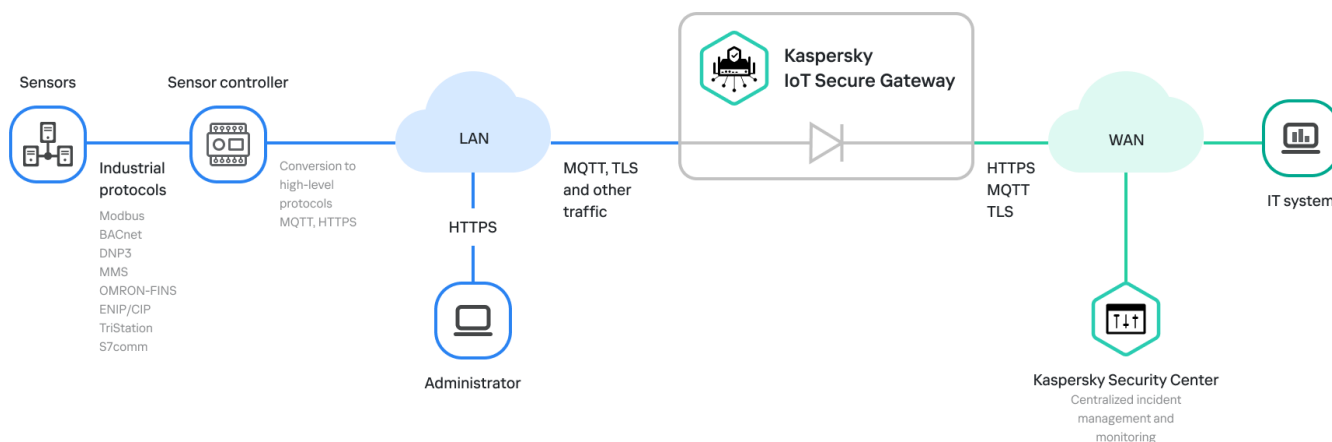 Sensors
Sensor controller
Industrial
protocols
Modbus
BACnet
DNP3
MMS
OMRON-FINS
ENIP/CIP
TriStation
S7comm
Conversion to
high-level
protocols
MQTT, HTTPS
LAN
HTTPS
Administrator
MQTT, TLS
and other
traffic
Kaspersky
IoT Secure Gateway
HTTPS
MQTT
TLS
WAN
IT system
Kaspersky Security Center
Centralized incident
management and
monitoring